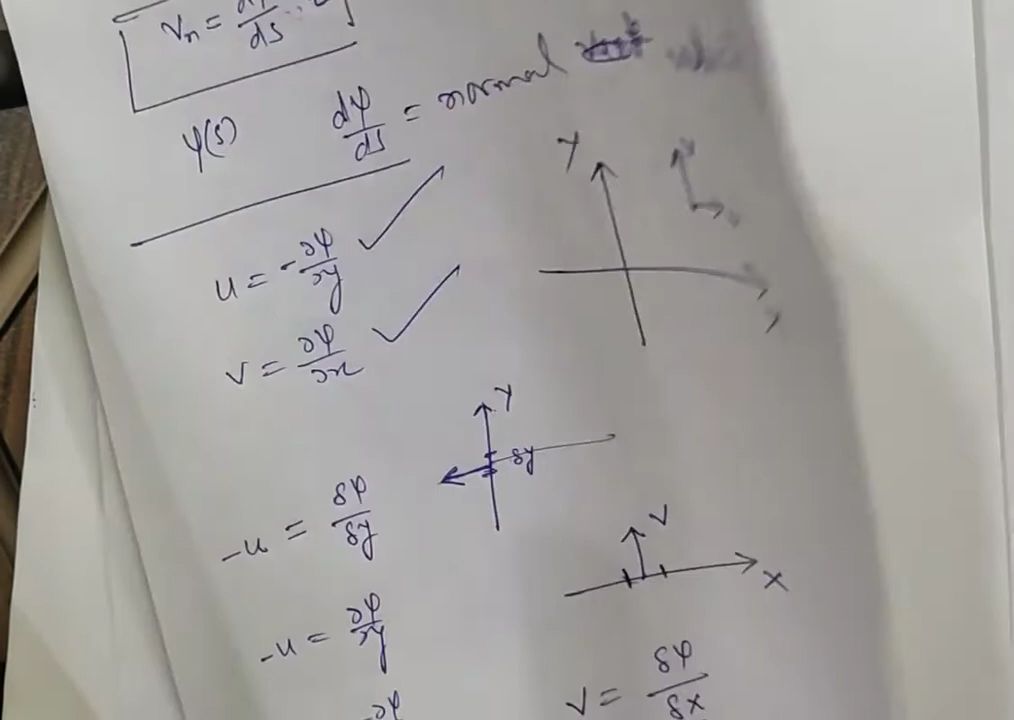 Vn = dψ/ds
ψ(s) dψ/ds = normal
Y
u = -∂ψ/∂y
v = ∂ψ/∂x
Y
δy
-u = δψ/δy
V
X
-u = ∂ψ/∂y
v = δψ/δx
∂ψ